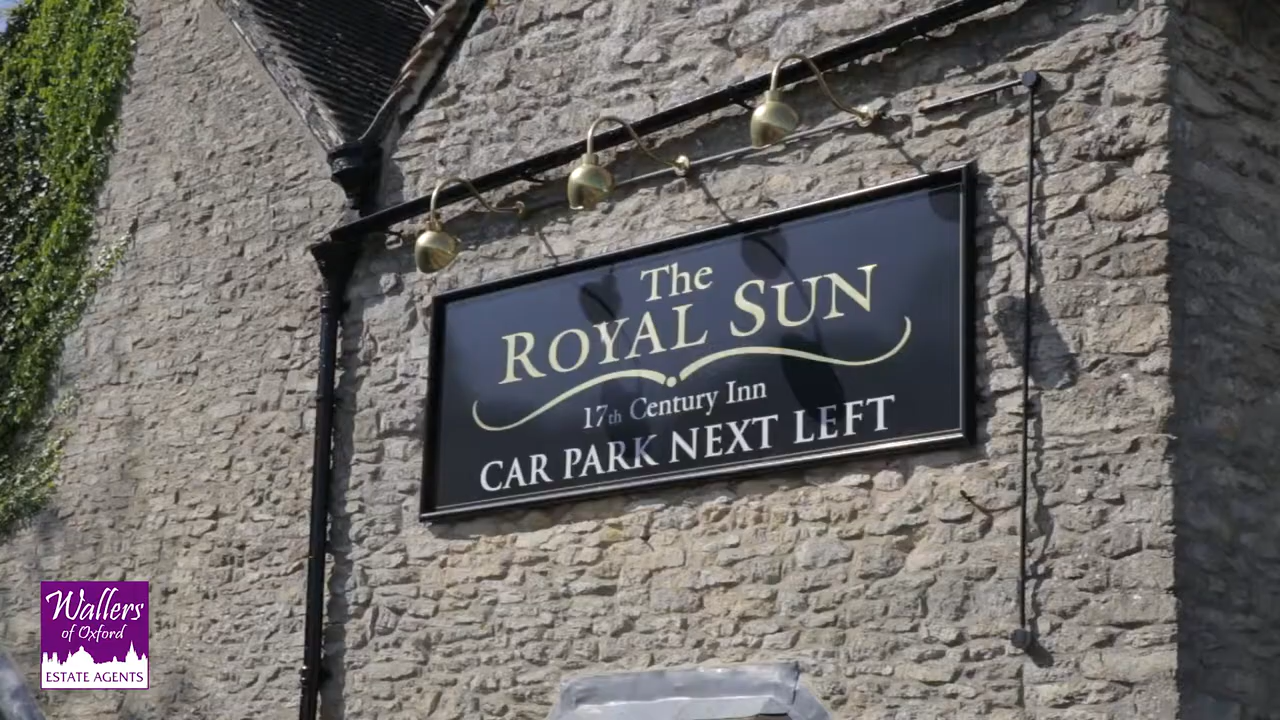 The
ROYAL SUN
17th Century Inn
CAR PARK NEXT LEFT
Wallers
of Oxford
ESTATE AGENTS